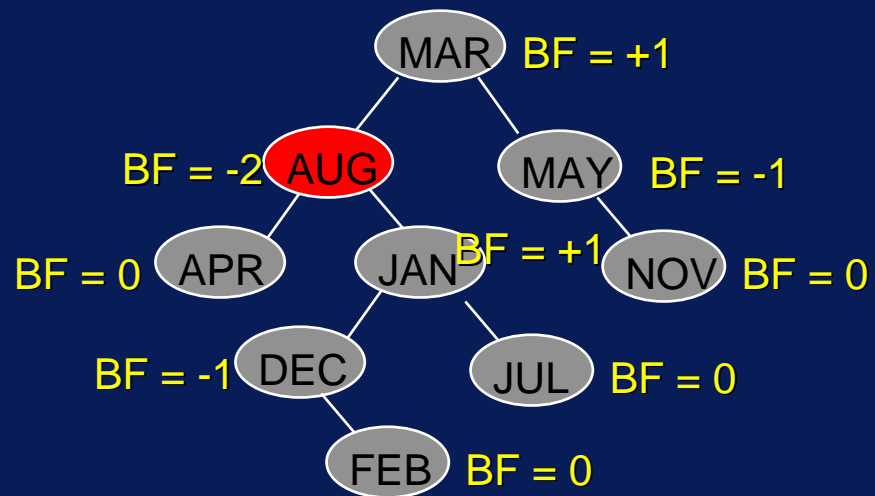 MAR BF = +1
BF = -2 AUG MAY BF = -1
BF = 0 APR JAN BF = +1 NOV BF = 0
BF = -1 DEC JUL BF = 0
FEB BF = 0